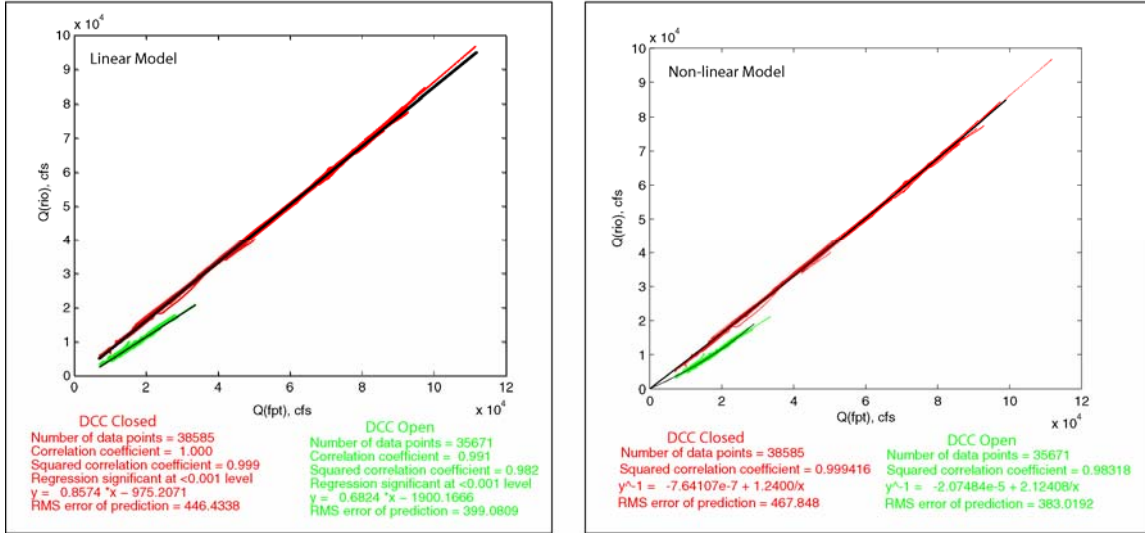 x 10^4
10
9
8
7
6
5
4
3
2
1
0
Linear Model
Q(rio), cfs
0 2 4 6 8 10 12
Q(fpt), cfs
x 10^4
DCC Closed
Number of data points = 38585
Correlation coefficient = 1.000
Squared correlation coefficient = 0.999
Regression significant at <0.001 level
y = 0.8574 *x – 975.2071
RMS error of prediction = 446.4338
DCC Open
Number of data points = 35671
Correlation coefficient = 0.991
Squared correlation coefficient = 0.982
Regression significant at <0.001 level
y = 0.6824 *x – 1900.1666
RMS error of prediction = 399.0809
x 10^4
10
9
8
7
6
5
4
3
2
1
0
Non-linear Model
Q(rio), cfs
0 2 4 6 8 10 12
Q(fpt), cfs
x 10^4
DCC Closed
Number of data points = 38585
Squared correlation coefficient = 0.999416
y^-1 = -7.64107e-7 + 1.2400/x
RMS error of prediction = 467.848
DCC Open
Number of data points = 35671
Squared correlation coefficient = 0.98318
y^-1 = -2.07484e-5 + 2.12408/x
RMS error of prediction = 383.0192